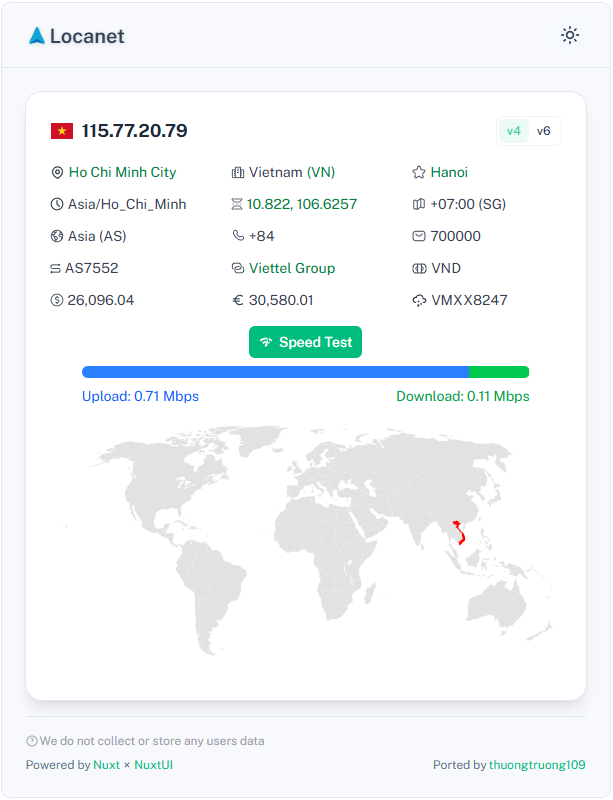 Locanet
115.77.20.79
v4 v6
Ho Chi Minh City Vietnam (VN) Hanoi
Asia/Ho_Chi_Minh 10.822, 106.6257 +07:00 (SG)
Asia (AS) +84 700000
AS7552 Viettel Group VND
26,096.04 30,580.01 VMXX8247
Speed Test
Upload: 0.71 Mbps Download: 0.11 Mbps
We do not collect or store any users data
Powered by Nuxt × NuxtUI Ported by thuongtruong109